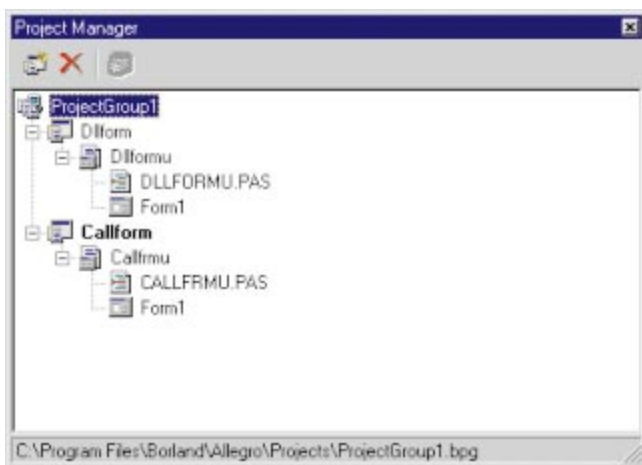 Project Manager
ProjectGroup1
Dllform
Dllformu
DLLFORMU.PAS
Form1
Callform
Callfrmu
CALLFRMU.PAS
Form1
C:\Program Files\Borland\Allegro\Projects\ProjectGroup1.bpg